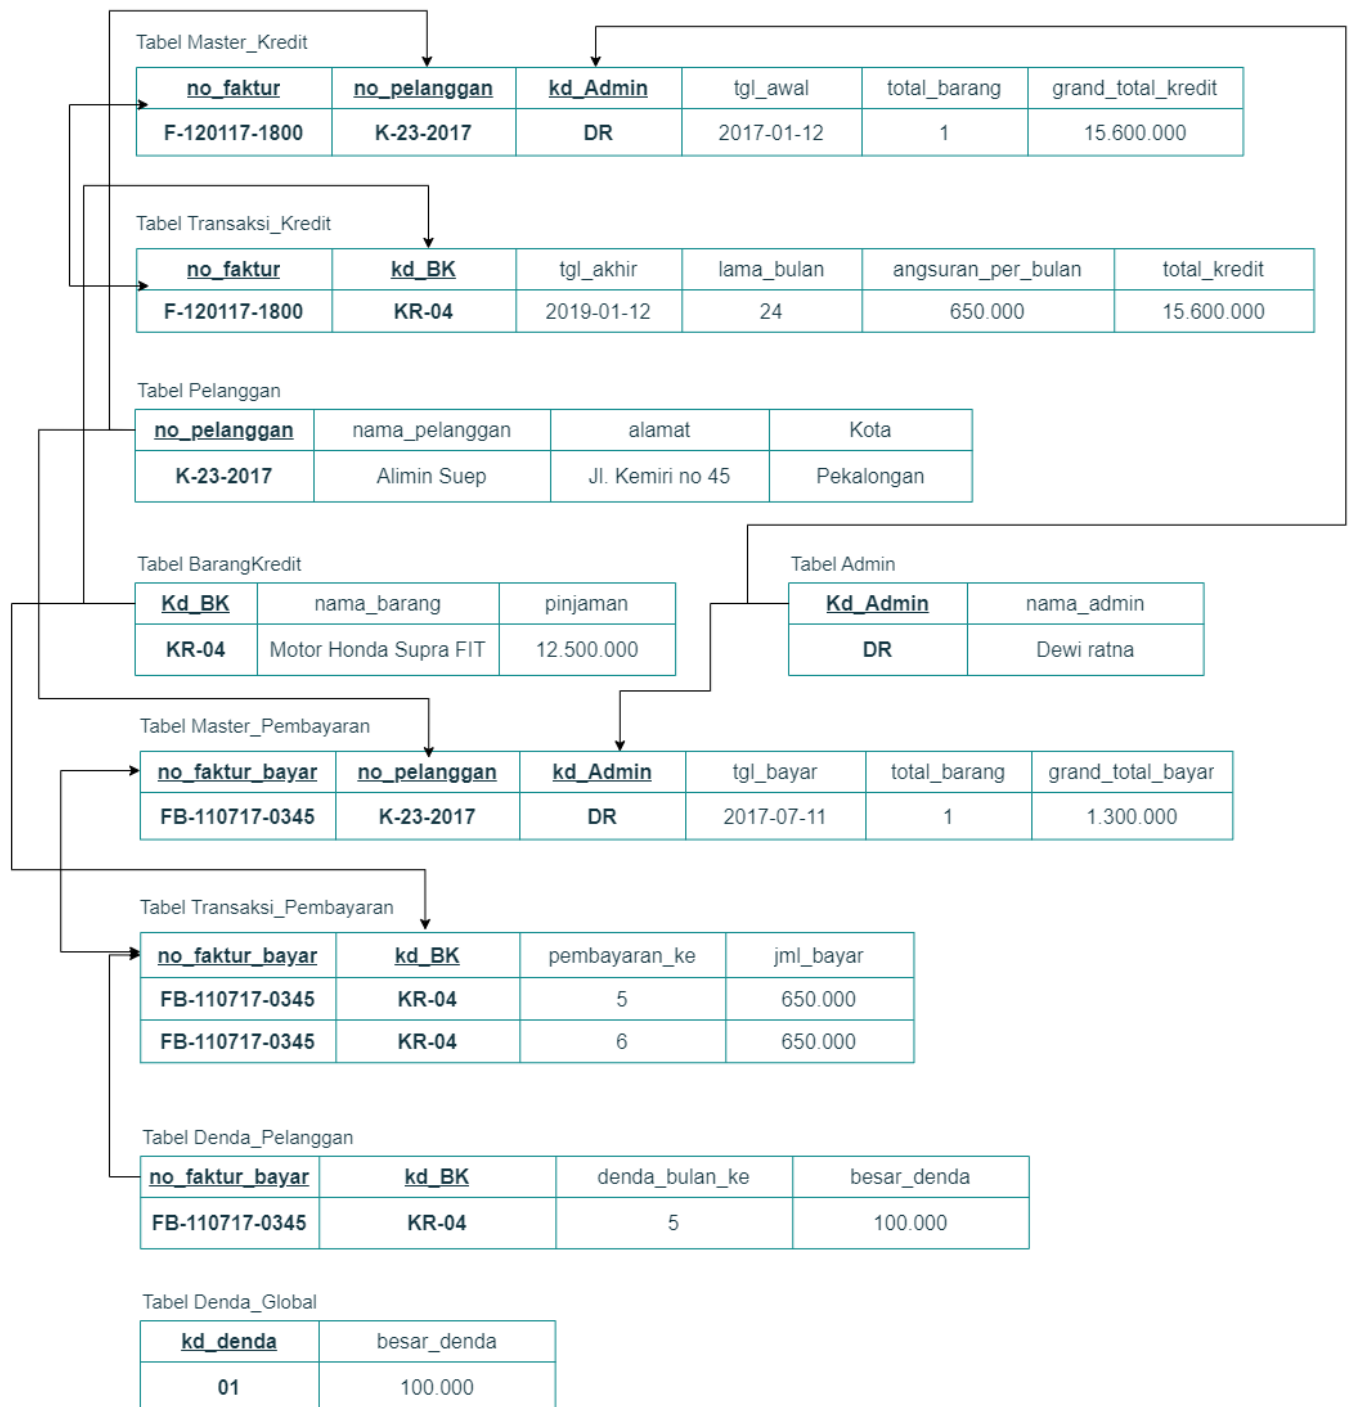 Tabel Master_Kredit
no_faktur no_pelanggan kd_Admin tgl_awal total_barang grand_total_kredit
F-120117-1800 K-23-2017 DR 2017-01-12 1 15.600.000
Tabel Transaksi_Kredit
no_faktur kd_BK tgl_akhir lama_bulan angsuran_per_bulan total_kredit
F-120117-1800 KR-04 2019-01-12 24 650.000 15.600.000
Tabel Pelanggan
no_pelanggan nama_pelanggan alamat Kota
K-23-2017 Alimin Suep Jl. Kemiri no 45 Pekalongan
Tabel BarangKredit Tabel Admin
Kd_BK nama_barang pinjaman Kd_Admin nama_admin
KR-04 Motor Honda Supra FIT 12.500.000 DR Dewi ratna
Tabel Master_Pembayaran
no_faktur_bayar no_pelanggan kd_Admin tgl_bayar total_barang grand_total_bayar
FB-110717-0345 K-23-2017 DR 2017-07-11 1 1.300.000
Tabel Transaksi_Pembayaran
no_faktur_bayar kd_BK pembayaran_ke jml_bayar
FB-110717-0345 KR-04 5 650.000
FB-110717-0345 KR-04 6 650.000
Tabel Denda_Pelanggan
no_faktur_bayar kd_BK denda_bulan_ke besar_denda
FB-110717-0345 KR-04 5 100.000
Tabel Denda_Global
kd_denda besar_denda
01 100.000